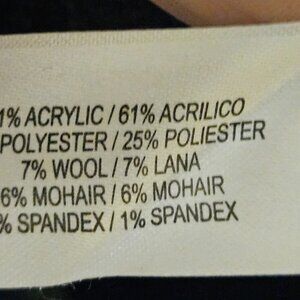 1% ACRYLIC / 61% ACRILICO
POLYESTER / 25% POLIESTER
7% WOOL / 7% LANA
6% MOHAIR / 6% MOHAIR
% SPANDEX / 1% SPANDEX